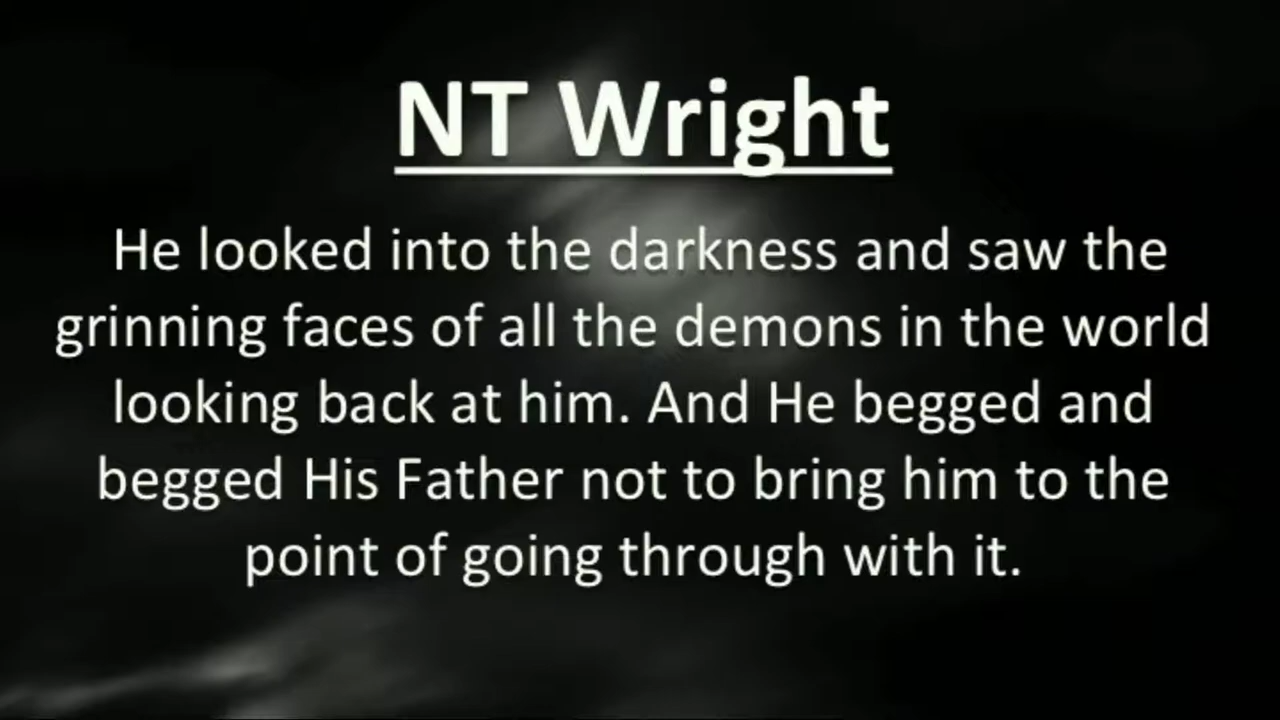 NT Wright
He looked into the darkness and saw the
grinning faces of all the demons in the world
looking back at him. And He begged and
begged His Father not to bring him to the
point of going through with it.